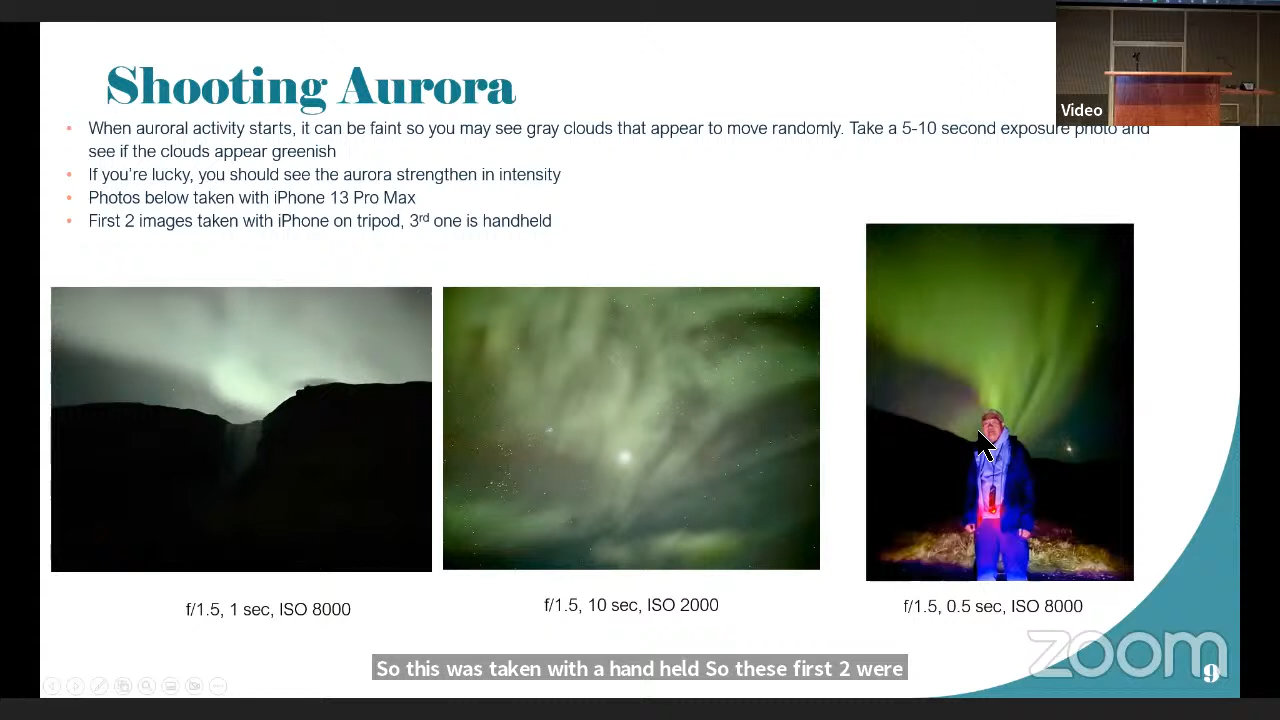 Shooting Aurora
Video
• When auroral activity starts, it can be faint so you may see gray clouds that appear to move randomly. Take a 5-10 second exposure photo and
see if the clouds appear greenish
• If you're lucky, you should see the aurora strengthen in intensity
• Photos below taken with iPhone 13 Pro Max
• First 2 images taken with iPhone on tripod, 3rd one is handheld
f/1.5, 1 sec, ISO 8000
f/1.5, 10 sec, ISO 2000
f/1.5, 0.5 sec, ISO 8000
So this was taken with a hand held So these first 2 were
zoom
9